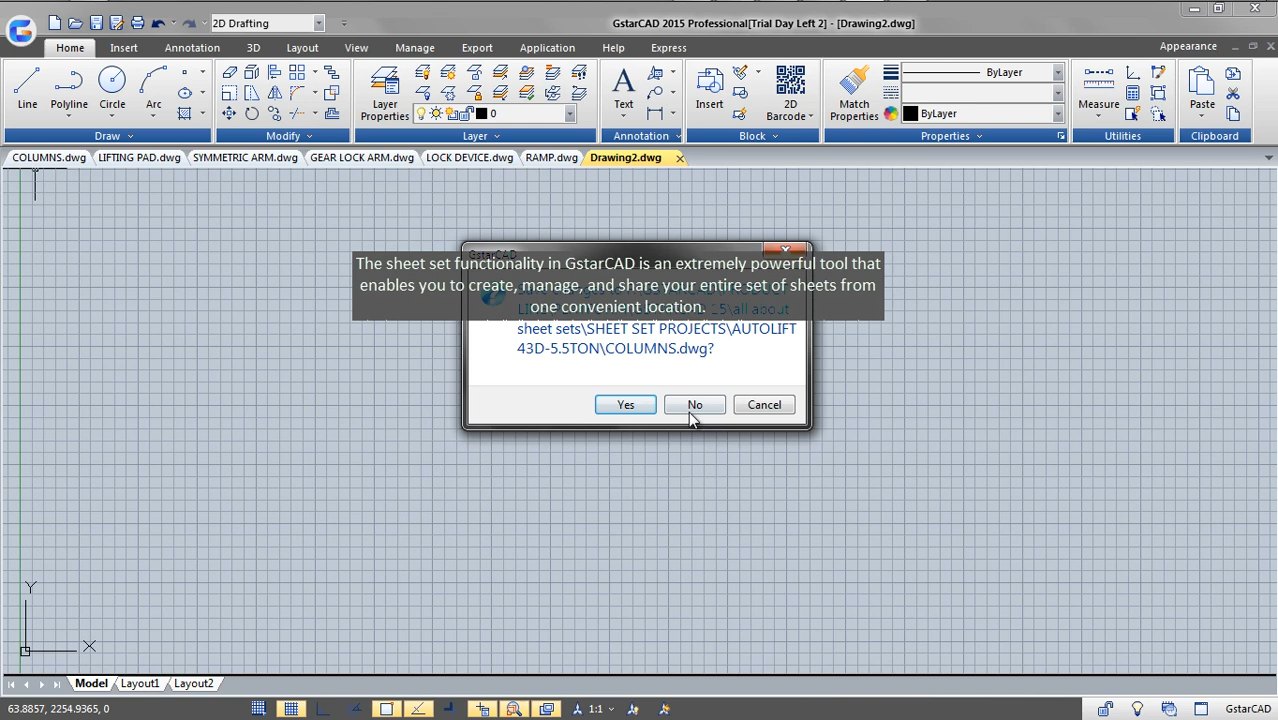 2D Drafting
GstarCAD 2015 Professional[Trial Day Left 2] - [Drawing2.dwg]
Home Insert Annotation 3D Layout View Manage Export Application Help Express Appearance
Line Polyline Circle Arc
Layer
Properties
0
Text
Insert
2D
Barcode
Match
Properties
ByLayer
ByLayer
Measure
Paste
Draw Modify Layer Annotation Block Properties Utilities Clipboard
COLUMNS.dwg LIFTING PAD.dwg SYMMETRIC ARM.dwg GEAR LOCK ARM.dwg LOCK DEVICE.dwg RAMP.dwg Drawing2.dwg
GstarCAD
The sheet set functionality in GstarCAD is an extremely powerful tool that
enables you to create, manage, and share your entire set of sheets from
one convenient location.
15\all about
sheet sets\SHEET SET PROJECTS\AUTOLIFT
43D-5.5TON\COLUMNS.dwg?
Yes No Cancel
Y
X
Model Layout1 Layout2
63.8857, 2254.9365, 0
1:1
GstarCAD